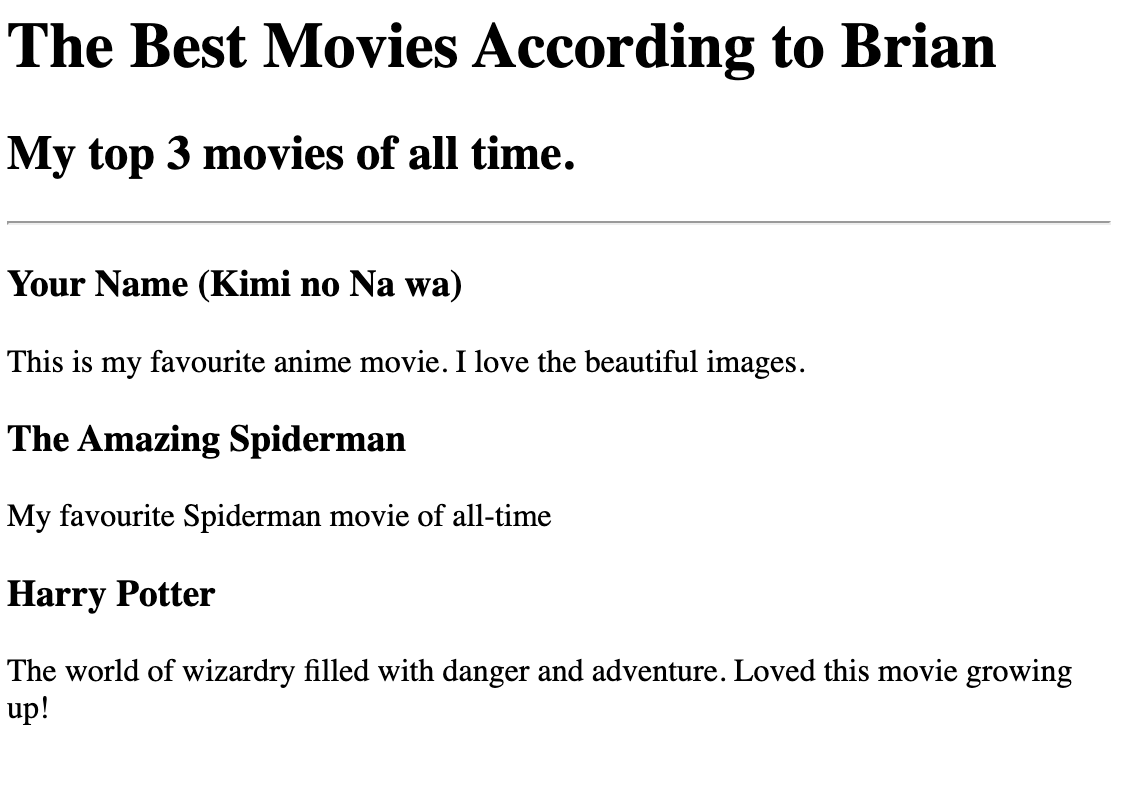 The Best Movies According to Brian
My top 3 movies of all time.
Your Name (Kimi no Na wa)
This is my favourite anime movie. I love the beautiful images.
The Amazing Spiderman
My favourite Spiderman movie of all-time
Harry Potter
The world of wizardry filled with danger and adventure. Loved this movie growing
up!